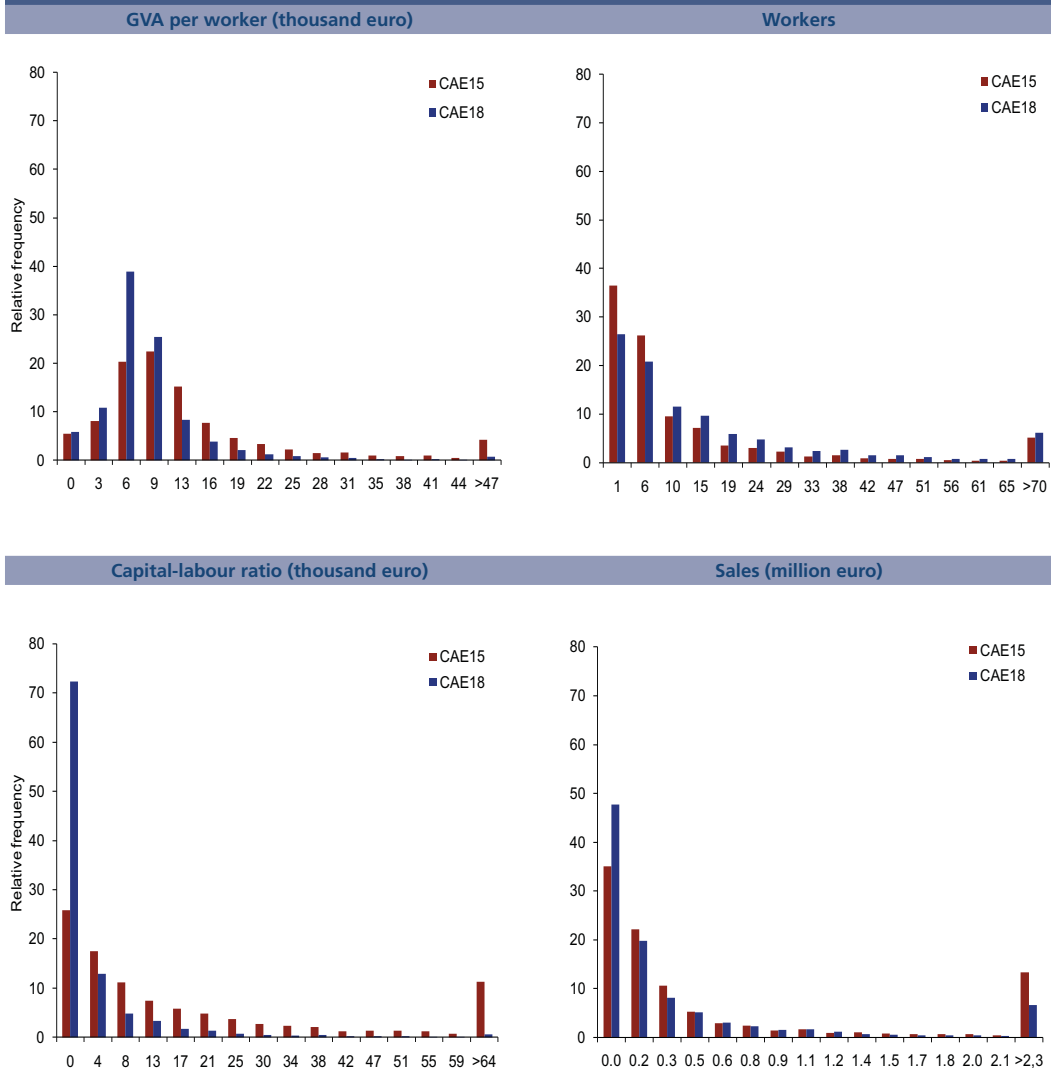 GVA per worker (thousand euro)
80
70
60
50
40
30
20
10
0
Relative frequency
CAE15
CAE18
0 3 6 9 13 16 19 22 25 28 31 35 38 41 44 >47
Workers
80
70
60
50
40
30
20
10
0
CAE15
CAE18
1 6 10 15 19 24 29 33 38 42 47 51 56 61 65 >70
Capital-labour ratio (thousand euro)
80
70
60
50
40
30
20
10
0
Relative frequency
CAE15
CAE18
0 4 8 13 17 21 25 30 34 38 42 47 51 55 59 >64
Sales (million euro)
80
70
60
50
40
30
20
10
0
CAE15
CAE18
0.0 0.2 0.3 0.5 0.6 0.8 0.9 1.1 1.2 1.4 1.5 1.7 1.8 2.0 2.1 >2,3